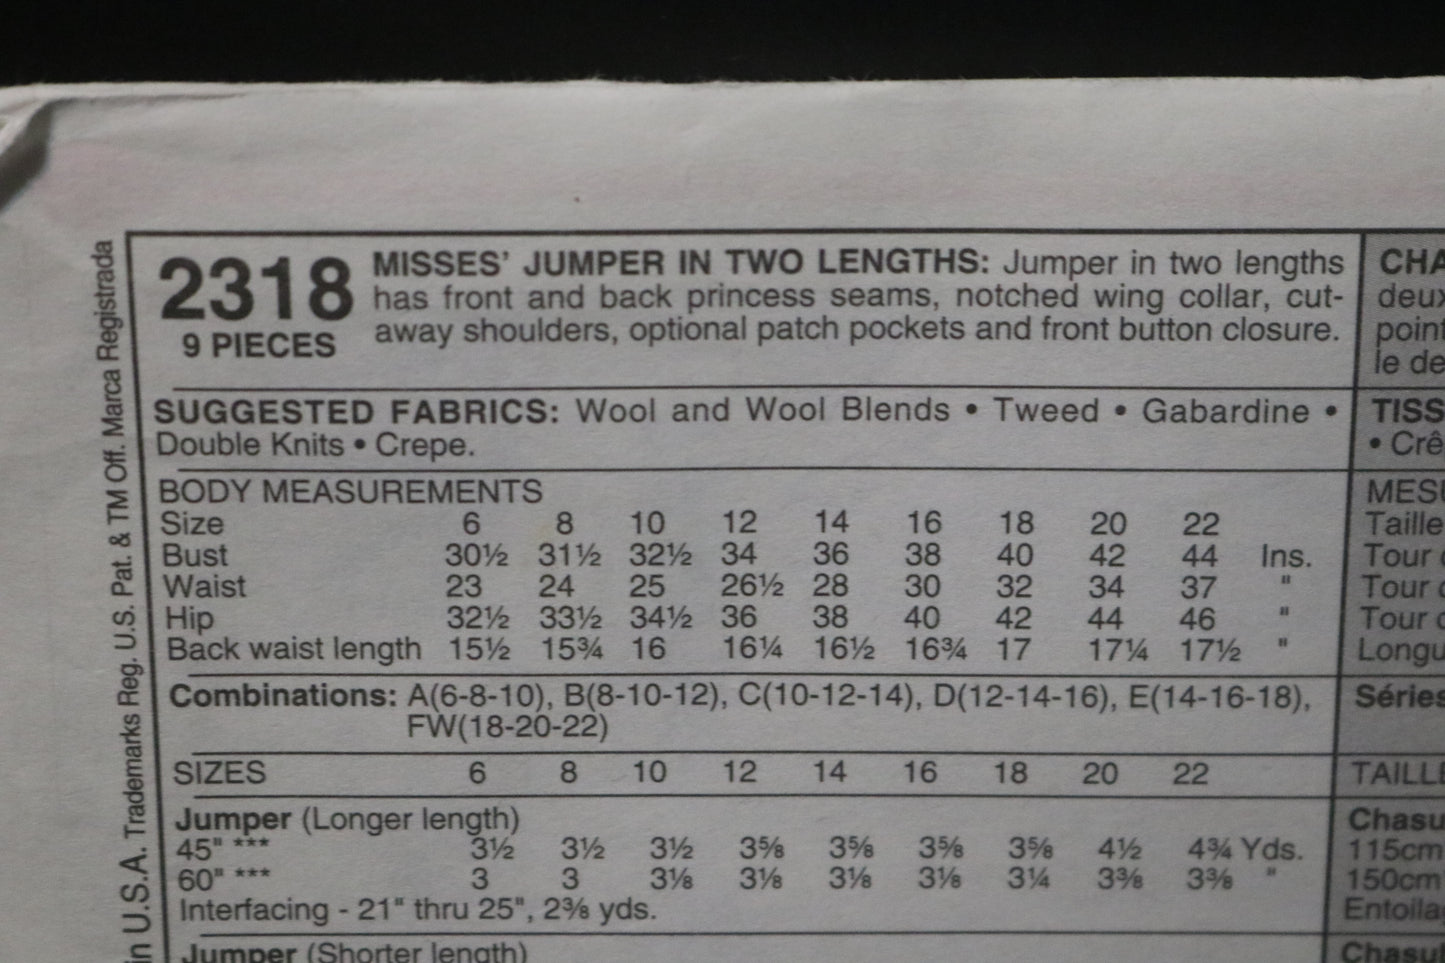 2318
9 PIECES
MISSES' JUMPER IN TWO LENGTHS: Jumper in two lengths
has front and back princess seams, notched wing collar, cut-
away shoulders, optional patch pockets and front button closure.
SUGGESTED FABRICS: Wool and Wool Blends • Tweed • Gabardine •
Double Knits • Crepe.
BODY MEASUREMENTS
Size 6 8 10 12 14 16 18 20 22
Bust 30½ 31½ 32½ 34 36 38 40 42 44 Ins.
Waist 23 24 25 26½ 28 30 32 34 37 "
Hip 32½ 33½ 34½ 36 38 40 42 44 46 "
Back waist length 15½ 15¾ 16 16¼ 16½ 16¾ 17 17¼ 17½ "
Combinations: A(6-8-10), B(8-10-12), C(10-12-14), D(12-14-16), E(14-16-18),
FW(18-20-22)
SIZES 6 8 10 12 14 16 18 20 22
Jumper (Longer length)
45" *** 3½ 3½ 3½ 3⅝ 3⅝ 3⅝ 3⅝ 4½ 4¾ Yds.
60" *** 3 3 3⅛ 3⅛ 3⅛ 3⅛ 3¼ 3⅜ 3⅜ "
Interfacing - 21" thru 25", 2⅜ yds.
Jumper (Shorter length)
in U.S.A. Trademarks Reg. U.S. Pat. & TM Off. Marca Registrada
CHA
deux
point
le de
TISS
• Crê
MES
Taille
Tour
Tour
Tour
Longu
Séries
TAILLE
Chasu
115cm
150cm
Entoila
Chasul